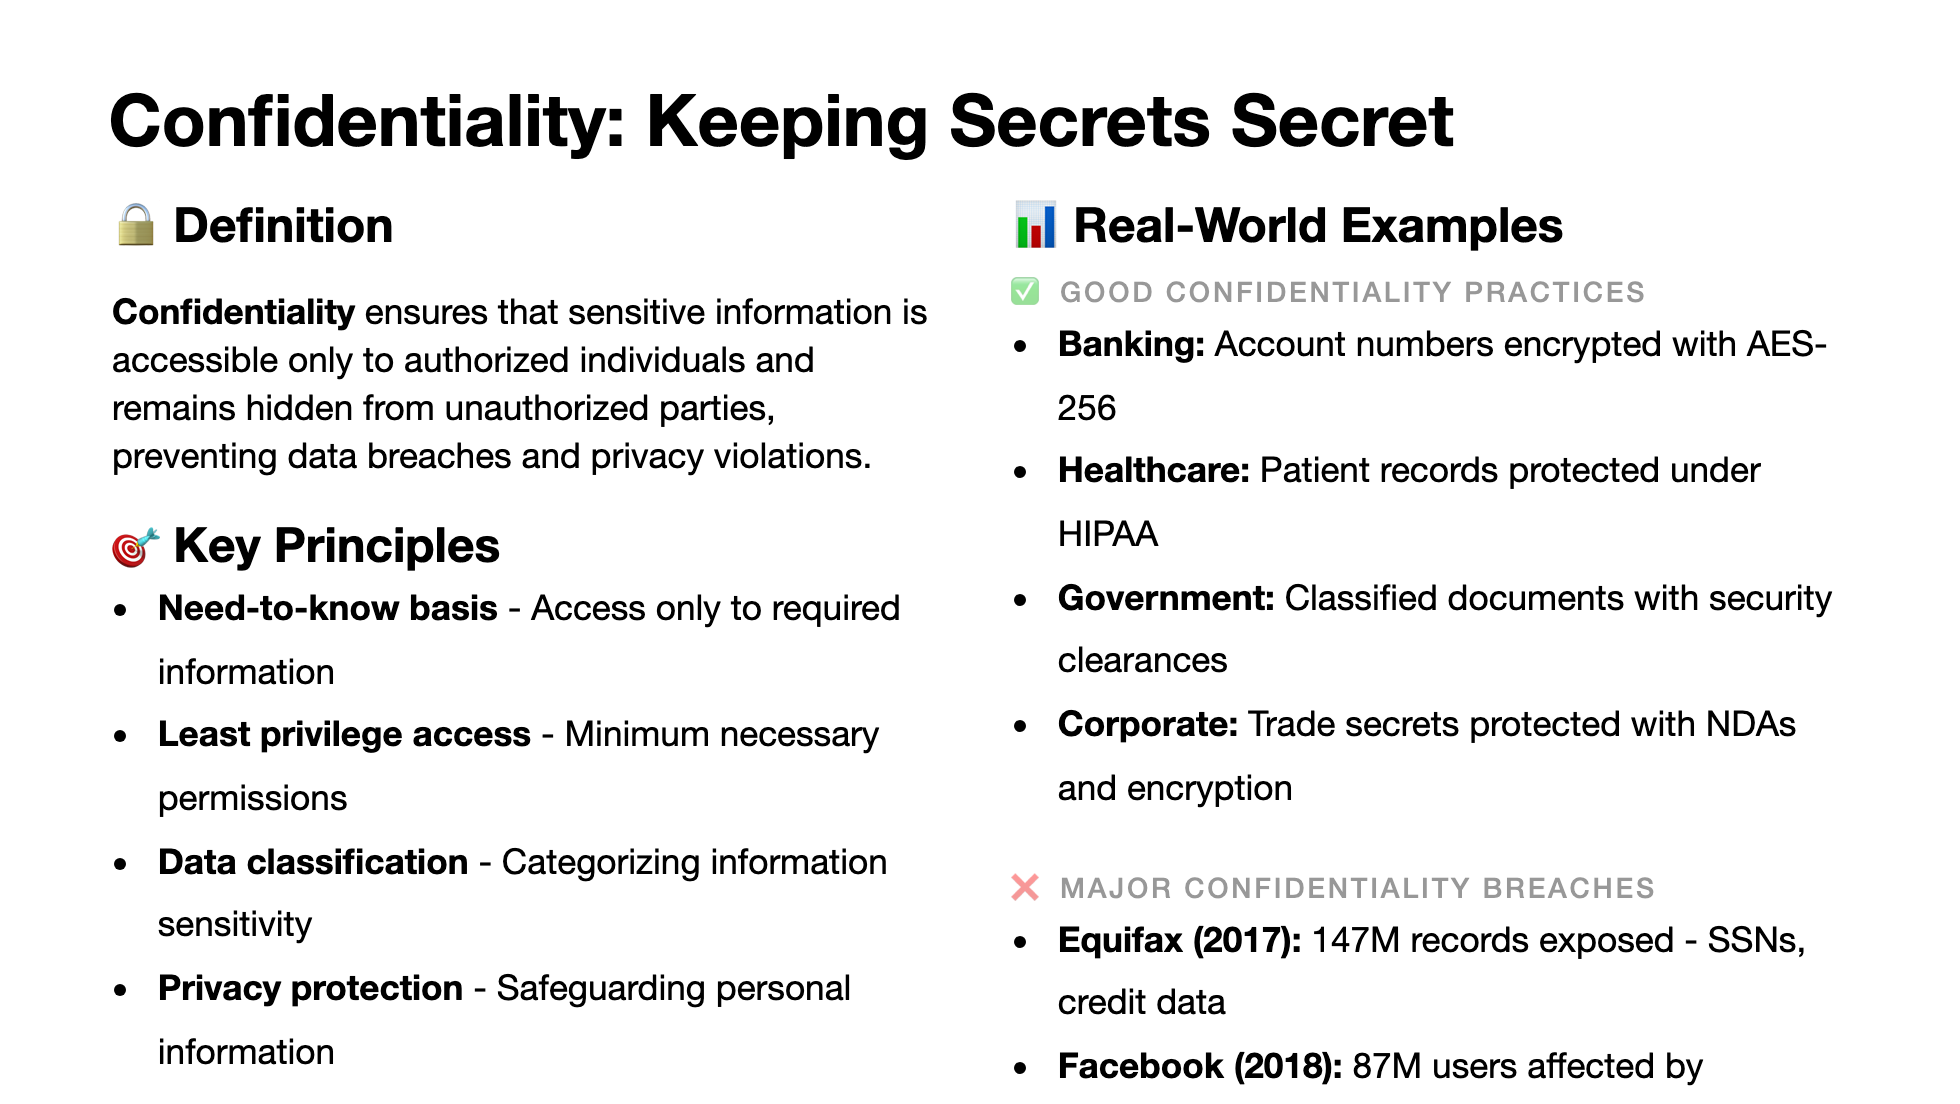 Confidentiality: Keeping Secrets Secret
🔒 Definition
Confidentiality ensures that sensitive information is
accessible only to authorized individuals and
remains hidden from unauthorized parties,
preventing data breaches and privacy violations.
🎯 Key Principles
• Need-to-know basis - Access only to required
information
• Least privilege access - Minimum necessary
permissions
• Data classification - Categorizing information
sensitivity
• Privacy protection - Safeguarding personal
information
📊 Real-World Examples
✅ GOOD CONFIDENTIALITY PRACTICES
• Banking: Account numbers encrypted with AES-
256
• Healthcare: Patient records protected under
HIPAA
• Government: Classified documents with security
clearances
• Corporate: Trade secrets protected with NDAs
and encryption
❌ MAJOR CONFIDENTIALITY BREACHES
• Equifax (2017): 147M records exposed - SSNs,
credit data
• Facebook (2018): 87M users affected by